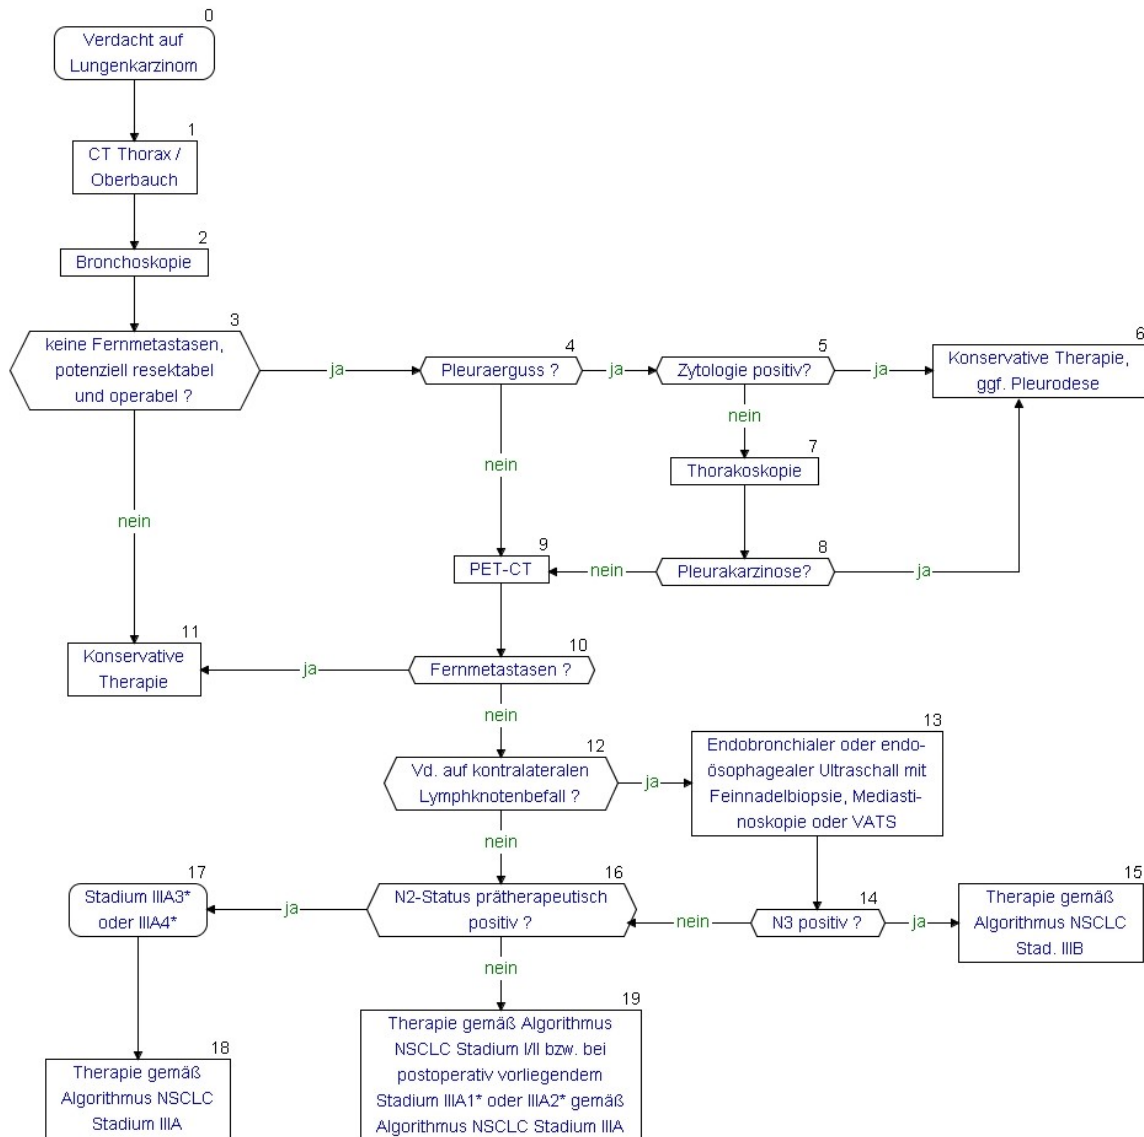 0
Verdacht auf
Lungenkarzinom
1
CT Thorax /
Oberbauch
2
Bronchoskopie
3
keine Fernmetastasen,
potenziell resektabel
und operabel ?
ja
4
Pleuraerguss ?
ja
5
Zytologie positiv?
ja
6
Konservative Therapie,
ggf. Pleurodese
nein
7
Thorakoskopie
nein
nein
9
PET-CT
nein
8
Pleurakarzinose?
ja
11
Konservative
Therapie
ja
10
Fernmetastasen ?
nein
12
Vd. auf kontralateralen
Lymphknotenbefall ?
ja
13
Endobronchialer oder endo-
ösophagealer Ultraschall mit
Feinnadelbiopsie, Mediasti-
noskopie oder VATS
nein
17
Stadium IIIA3*
oder IIIA4*
ja
16
N2-Status prätherapeutisch
positiv ?
nein
14
N3 positiv ?
ja
15
Therapie gemäß
Algorithmus NSCLC
Stad. IIIB
nein
18
Therapie gemäß
Algorithmus NSCLC
Stadium IIIA
19
Therapie gemäß Algorithmus
NSCLC Stadium I/II bzw. bei
postoperativ vorliegendem
Stadium IIIA1* oder IIIA2* gemäß
Algorithmus NSCLC Stadium IIIA